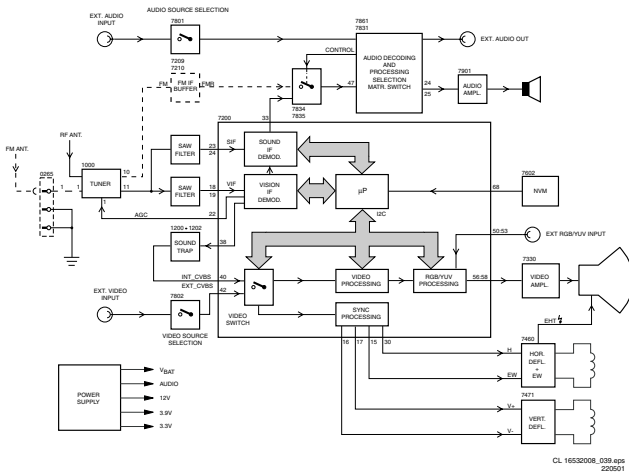 AUDIO SOURCE SELECTION
EXT. AUDIO
INPUT
7801
7861
7831
EXT. AUDIO OUT
CONTROL
AUDIO DECODING
AND
PROCESSING
SELECTION
MATR. SWITCH
7209
7210
FM
FM IF
BUFFER
FMR
47
24
25
7901
AUDIO
AMPL.
7834
7835
33
7200
RF ANT.
FM ANT.
0265
1000
10
TUNER
1
1
11
1
SAW
FILTER
23
24
SIF
SOUND
IF
DEMOD.
SAW
FILTER
18
19
VIF
VISION
IF
DEMOD.
µP
I2C
68
7602
NVM
AGC
22
1200 • 1202
SOUND
TRAP
38
50:53
EXT RGB/YUV INPUT
INT_CVBS
40
EXT_CVBS
42
VIDEO
PROCESSING
RGB/YUV
PROCESSING
56:58
7330
VIDEO
AMPL.
EXT. VIDEO
INPUT
7802
VIDEO SOURCE
SELECTION
VIDEO
SWITCH
SYNC
PROCESSING
16
17
15
30
EHT
7460
H
EW
HOR.
DEFL.
+
EW
7471
V+
V-
VERT.
DEFL.
POWER
SUPPLY
VBAT
AUDIO
12V
3.9V
3.3V
CL 16532008_039.eps
220501